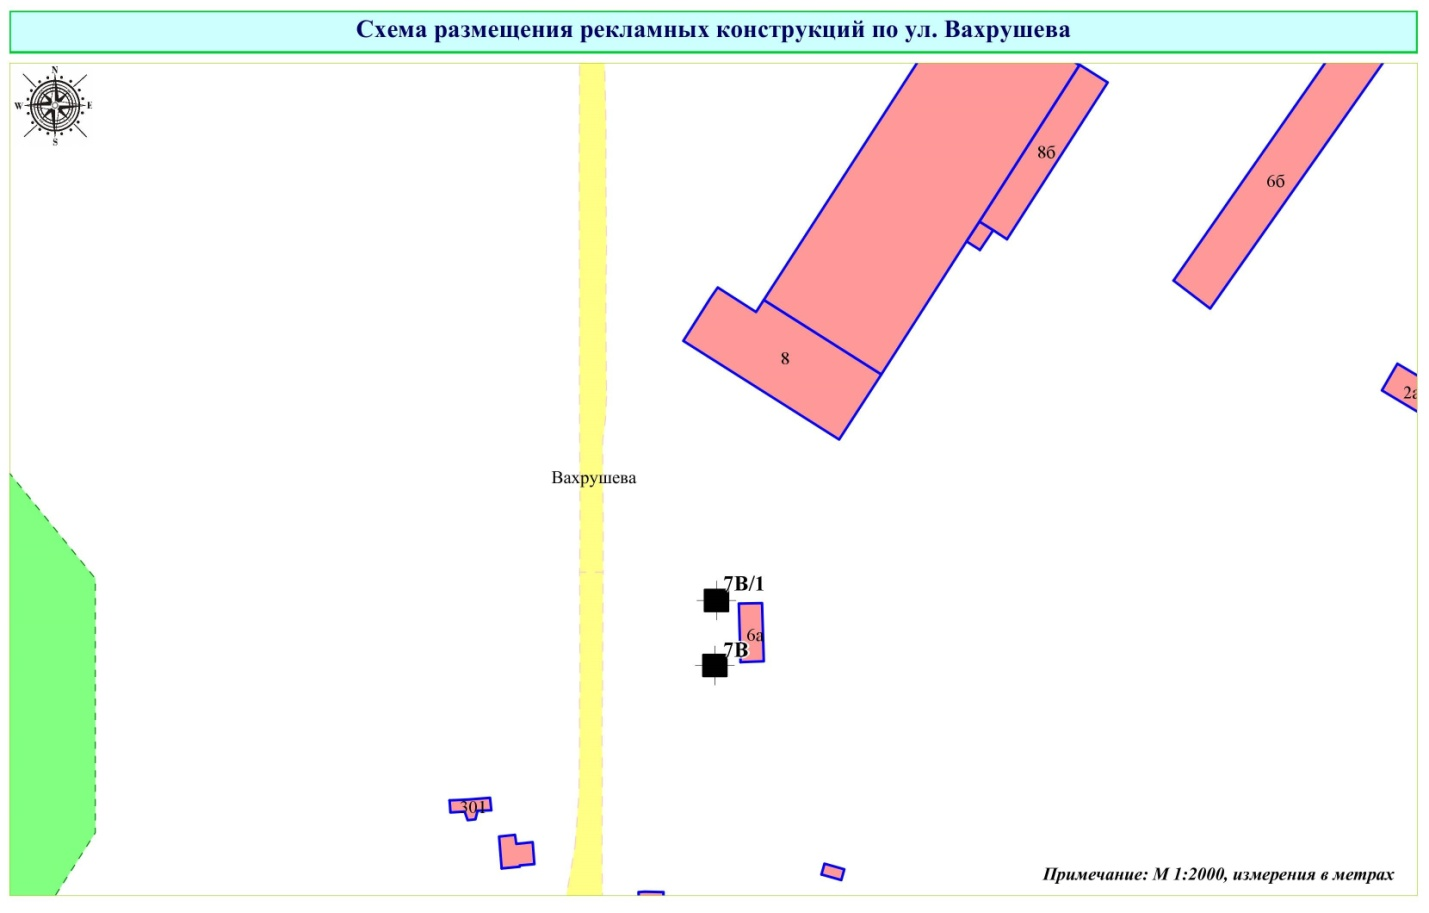 Схема размещения рекламных конструкций по ул. Вахрушева
N
W E
S
8б
6б
8
2а
Вахрушева
7В/1
6а
7В
301
Примечание: М 1:2000, измерения в метрах